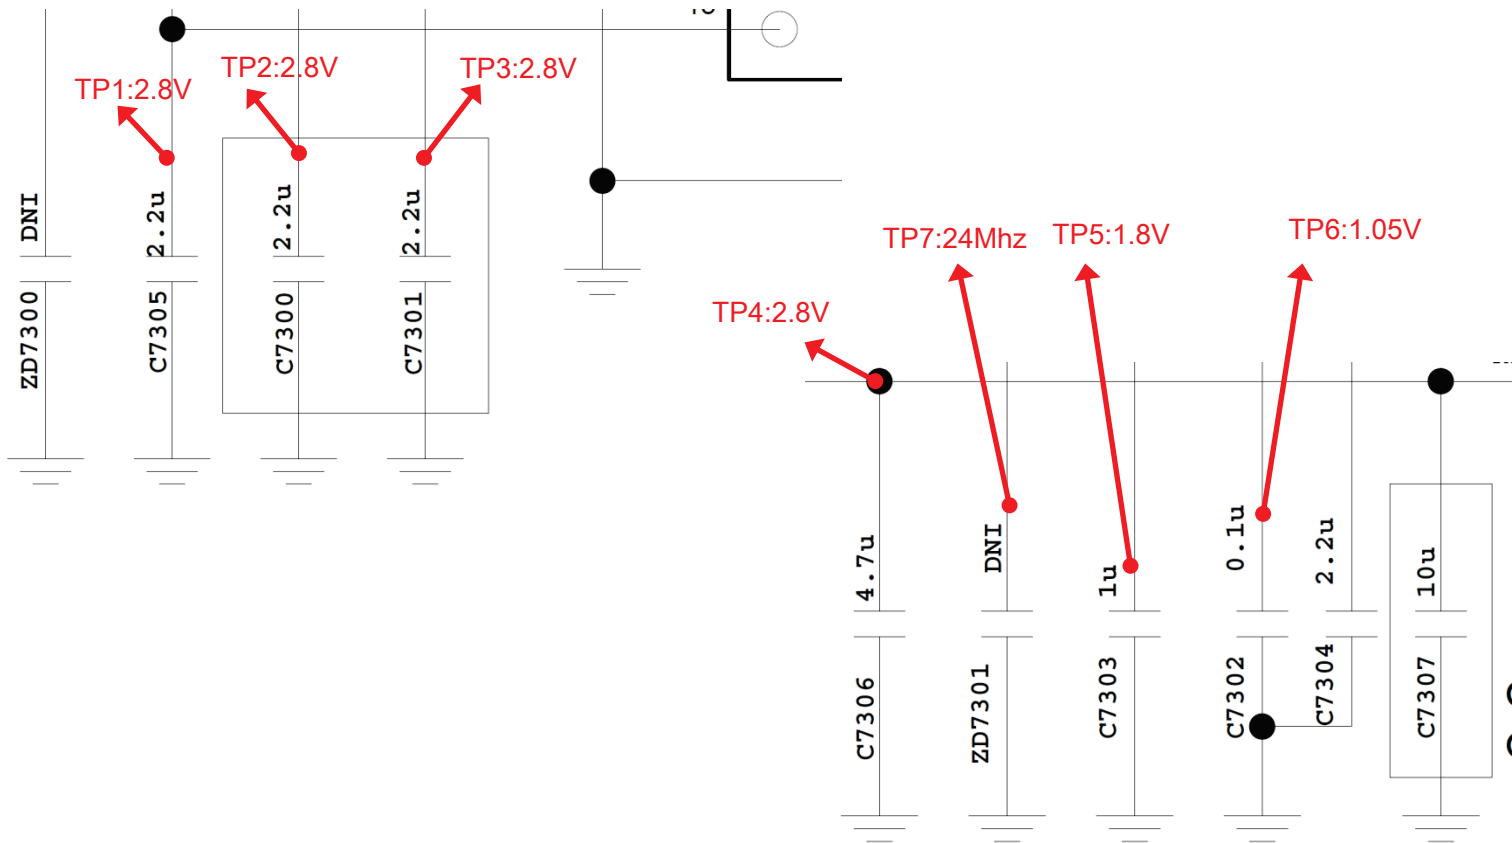 TP1:2.8V
TP2:2.8V
TP3:2.8V
DNI
2.2u
2.2u
2.2u
ZD7300
C7305
C7300
C7301
TP7:24Mhz
TP5:1.8V
TP6:1.05V
TP4:2.8V
4.7u
DNI
1u
0.1u
2.2u
10u
C7306
ZD7301
C7303
C7302
C7304
C7307